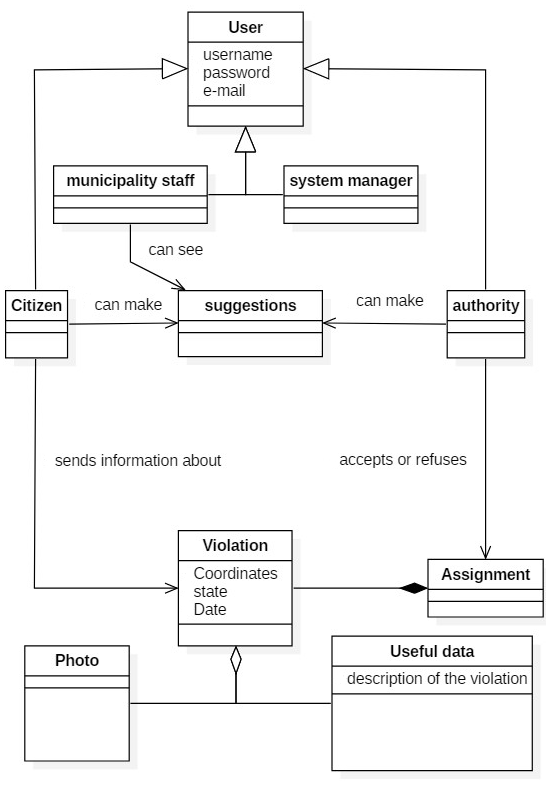 User
username
password
e-mail
municipality staff
system manager
can see
Citizen
can make
suggestions
can make
authority
sends information about
accepts or refuses
Violation
Coordinates
state
Date
Assignment
Photo
Useful data
description of the violation